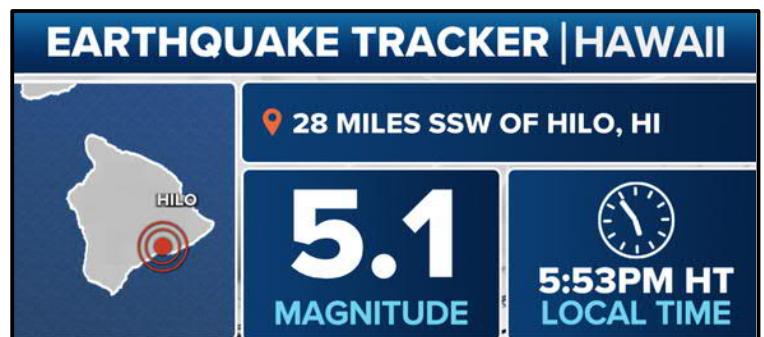 EARTHQUAKE TRACKER | HAWAII
28 MILES SSW OF HILO, HI
HILO
5.1
MAGNITUDE
5:53PM HT
LOCAL TIME